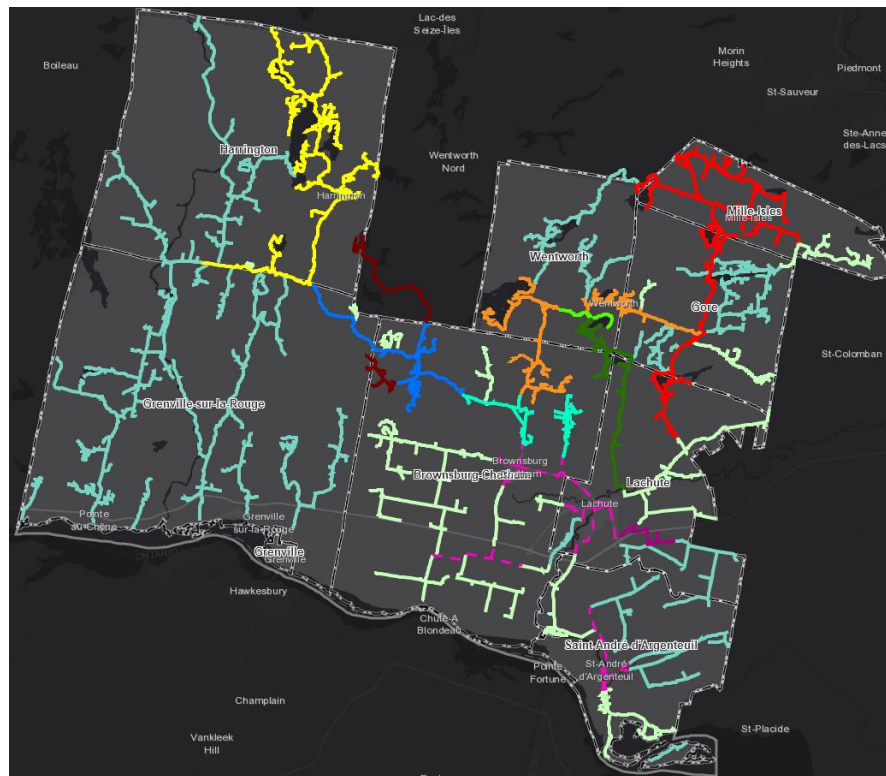 Lac-des
Seize-Îles
Boileau
Morin
Heights
Piedmont
St-Sauveur
Ste-Anne
des-Lacs
Harrington
Wentworth
Nord
Harrington
Mille-Isles
Mille-Isles
Wentworth
Wentworth
Gore
St-Colomban
Grenville-sur-la-Rouge
Brownsburg
Brownsburg-Chatham
Lachute
Lachute
Pointe
au-Chêne
Grenville
sur-la-Rouge
Grenville
Grenville
ONTARIO
Hawkesbury
Chute-A
Blondeau
Saint-André-d'Argenteuil
St-André
d'Argenteuil
Pointe
Fortune
Champlain
Vankleek
Hill
St-Placide